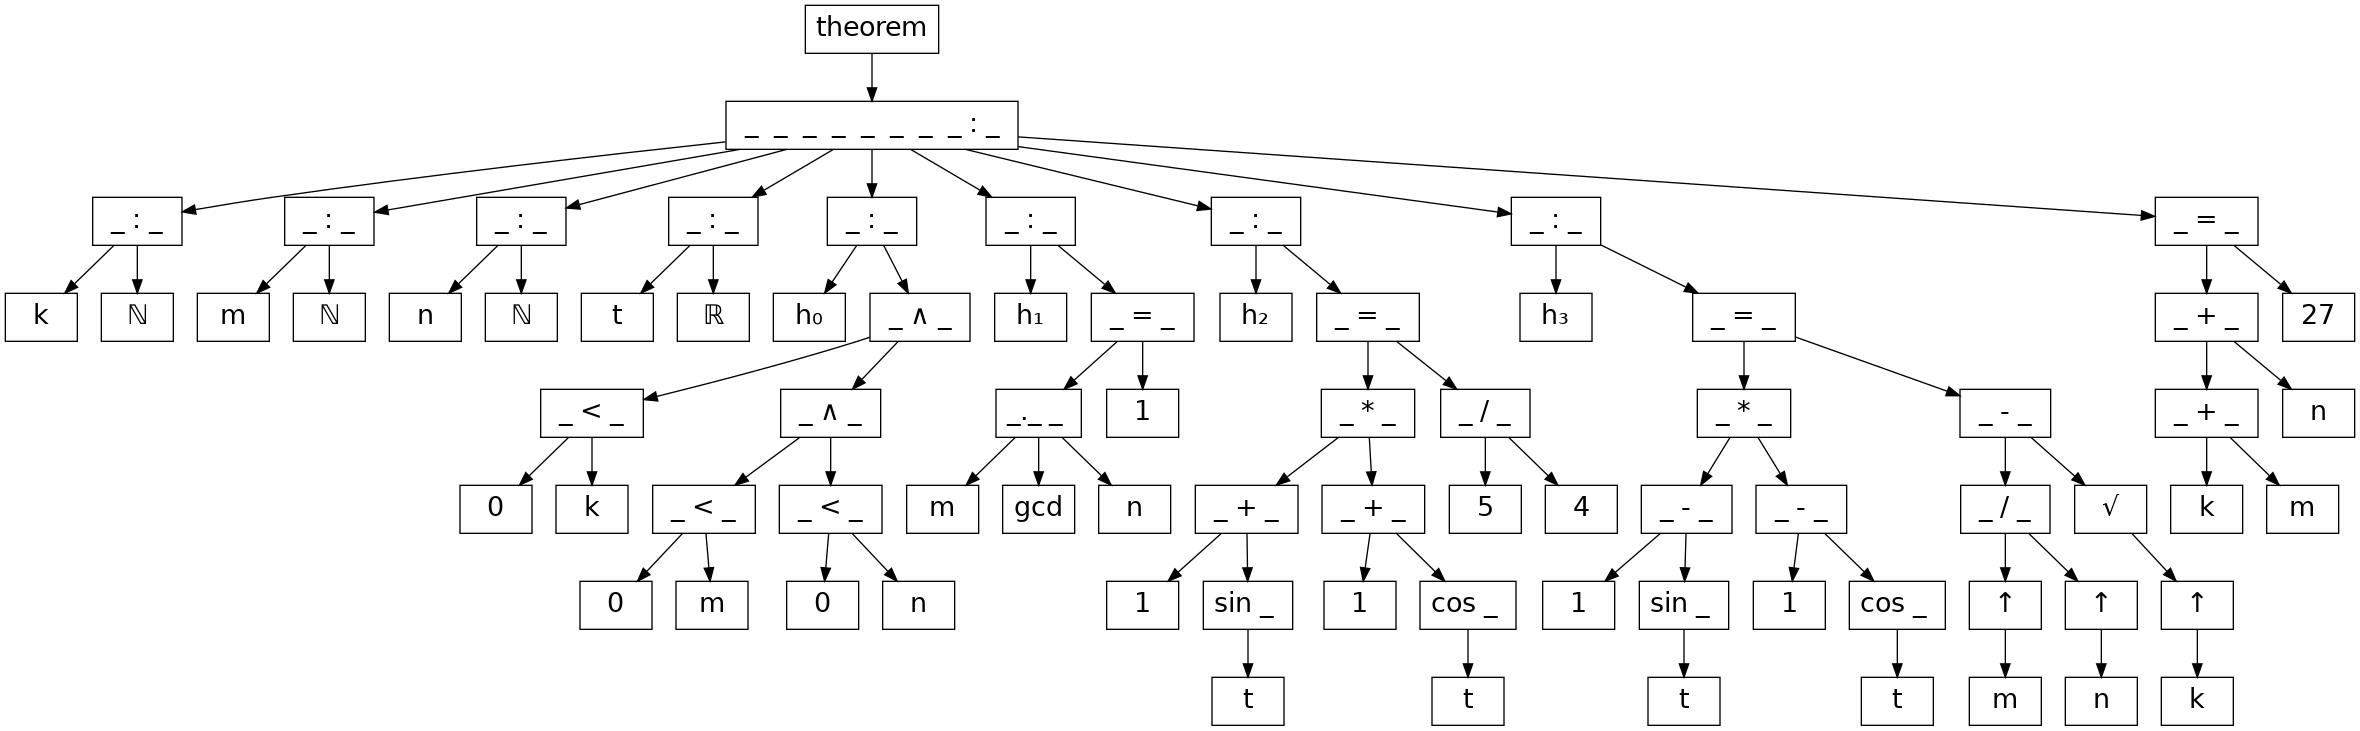 theorem
_ _ _ _ _ _ _ _ : _
_ : _ _ : _ _ : _ _ : _ _ : _ _ : _ _ : _ _ : _ _ = _
k ℕ m ℕ n ℕ t ℝ h₀ _ ∧ _ h₁ _ = _ h₂ _ = _ h₃ _ = _ _ + _ 27
_ < _ _ ∧ _ _._ _ 1 _ * _ _ / _ _ * _ _ - _ _ + _ n
0 k _ < _ _ < _ m gcd n _ + _ _ + _ 5 4 _ - _ _ - _ _ / _ √ k m
0 m 0 n 1 sin _ 1 cos _ 1 sin _ 1 cos _ ↑ ↑ ↑
t t t t m n k